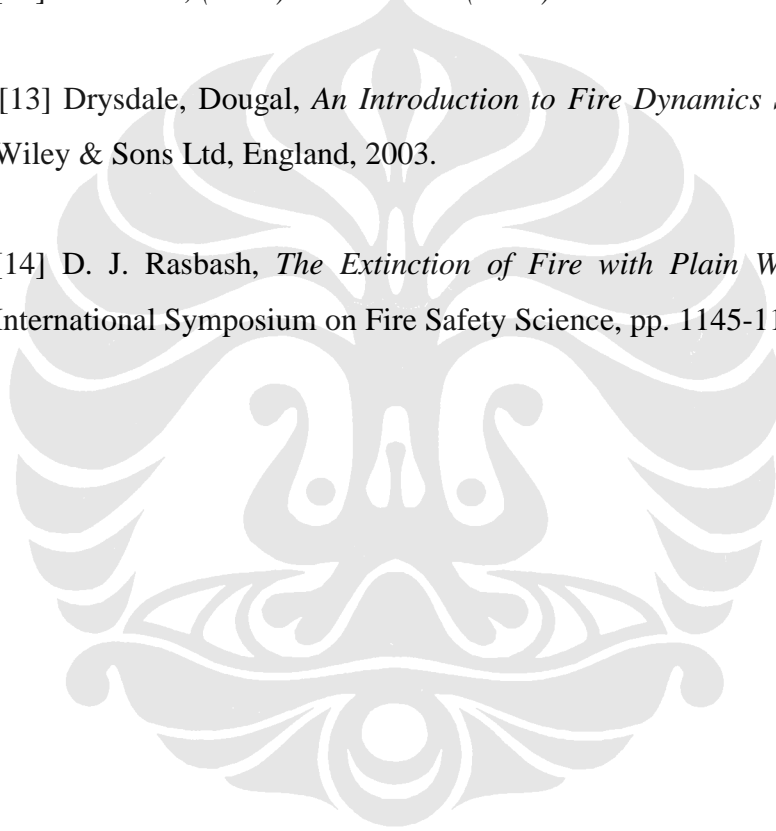 [13] Drysdale, Dougal, An Introduction to Fire Dynamics
Wiley & Sons Ltd, England, 2003.
[14] D. J. Rasbash, The Extinction of Fire with Plain
International Symposium on Fire Safety Science, pp. 1145-11